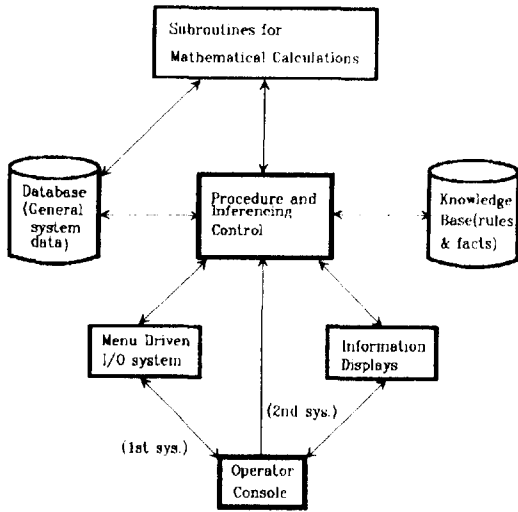 Subroutines for
Mathematical Calculations
Database
(General
system
data)
Procedure and
Inferencing
Control
Knowledge
Base(rules
& facts)
Menu Driven
I/O system
Information
Displays
(2nd sys.)
(1st sys.)
Operator
Console